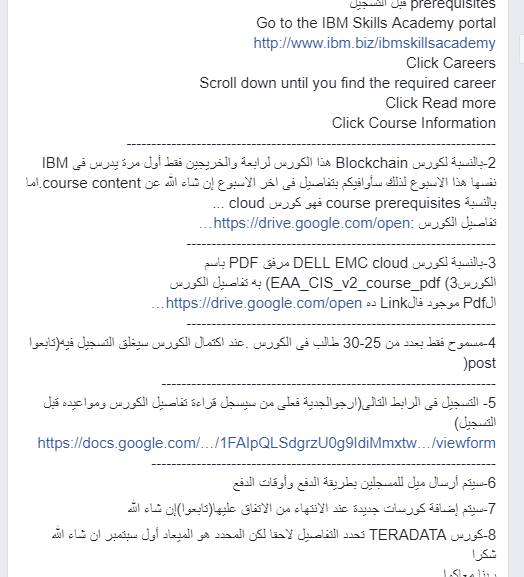 prerequisites قبل التسجيل
Go to the IBM Skills Academy portal
http://www.ibm.biz/ibmskillsacademy
Click Careers
Scroll down until you find the required career
Click Read more
Click Course Information
--------------------------------------------------------------------------
2-بالنسبة لكورس Blockchain هذا الكورس لرابعة والخريجين فقط أول مرة يدرس فى IBM
نفسها هذا الاسبوع لذلك سأوافيكم بتفاصيل فى اخر الاسبوع إن شاء الله عن course content.اما
بالنسبة course prerequisites فهو كورس cloud ...
تفاصيل الكورس :https://drive.google.com/open…
--------------------------------------------------------------
3-بالنسبة لكورس DELL EMC cloud مرفق PDF باسم
الكورس3) EAA_CIS_v2_course_pdf) به تفاصيل الكورس
الPdf موجود فالLink ده https://drive.google.com/open…
--------------------------------------------------------------
4-مسموح فقط بعدد من 25-30 طالب فى الكورس .عند اكتمال الكورس سيغلق التسجيل فيه(تابعوا
post)
-------------------------------------------------------------------
5- التسجيل فى الرابط التالى(ارجوالجدية فعلى من سيسجل قراءة تفاصيل الكورس ومواعيده قبل
التسجيل)
https://docs.google.com/…/1FAIpQLSdgrzU0g9IdiMmxtw…/viewform
---------------------------------------------------------------------
6-سيتم أرسال ميل للمسجلين بطريقة الدفع وأوقات الدفع
7-سيتم إضافة كورسات جديدة عند الانتهاء من الاتفاق عليها(تابعوا)إن شاء الله
8-كورس TERADATA تحدد التفاصيل لاحقا لكن المحدد هو الميعاد أول سبتمبر ان شاء الله
شكرا
ربنا معاكوا